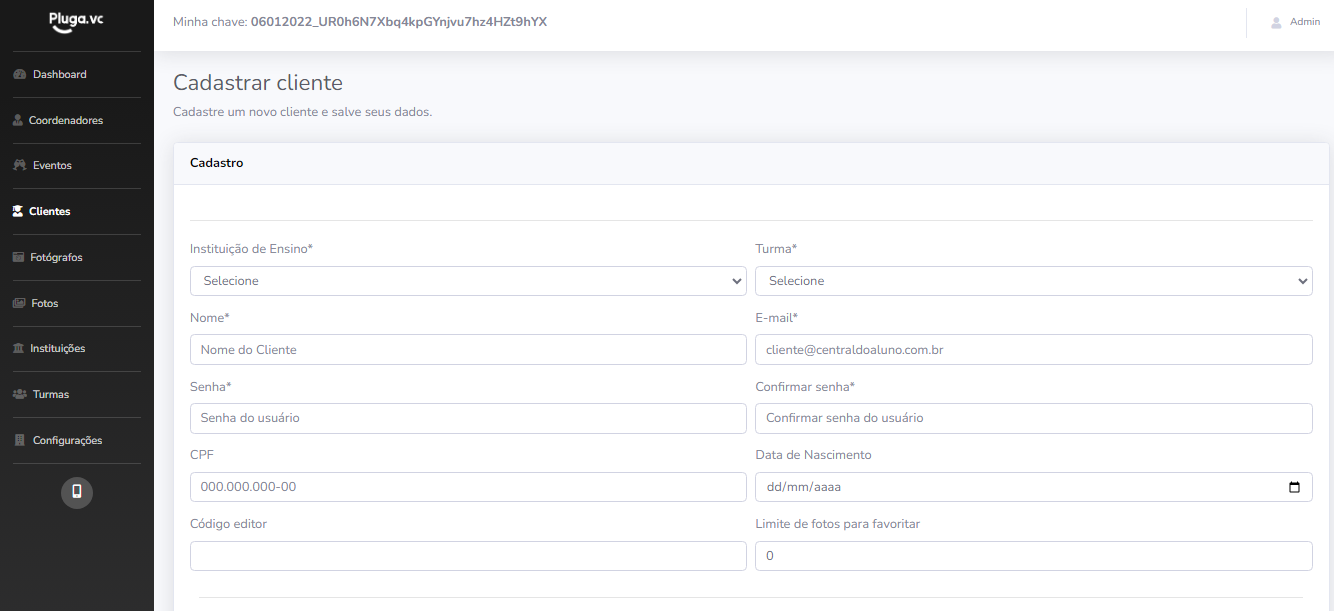 Pluga.vc
Minha chave: 06012022_UR0h6N7Xbq4kpGYnjvu7hz4HZt9hYX
Admin
Dashboard
Coordenadores
Eventos
Clientes
Fotógrafos
Fotos
Instituições
Turmas
Configurações
Cadastrar cliente
Cadastre um novo cliente e salve seus dados.
Cadastro
Instituição de Ensino*
Turma*
Selecione
Selecione
Nome*
E-mail*
Nome do Cliente
cliente@centraldoaluno.com.br
Senha*
Confirmar senha*
Senha do usuário
Confirmar senha do usuário
CPF
Data de Nascimento
000.000.000-00
dd/mm/aaaa
Código editor
Limite de fotos para favoritar
0